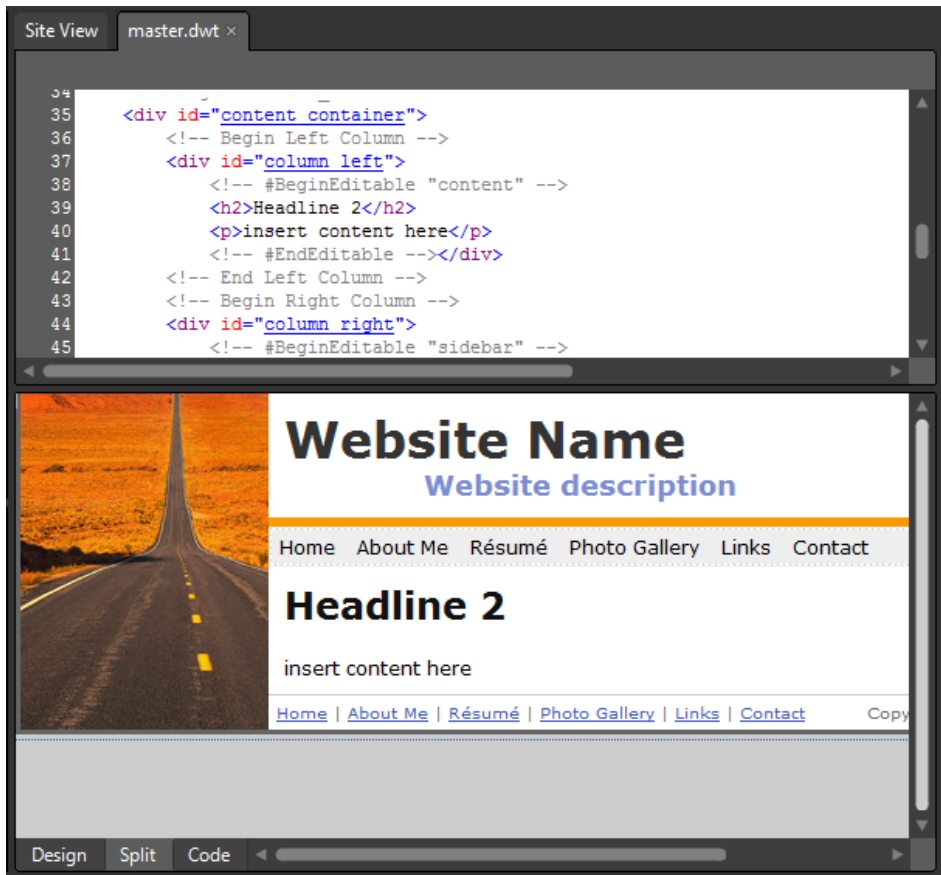 Site View master.dwt ×
34
35 <div id="content_container">
36 <!-- Begin Left Column -->
37 <div id="column_left">
38 <!-- #BeginEditable "content" -->
39 <h2>Headline 2</h2>
40 <p>insert content here</p>
41 <!-- #EndEditable --></div>
42 <!-- End Left Column -->
43 <!-- Begin Right Column -->
44 <div id="column_right">
45 <!-- #BeginEditable "sidebar" -->
Website Name
Website description
Home About Me Résumé Photo Gallery Links Contact
Headline 2
insert content here
Home | About Me | Résumé | Photo Gallery | Links | Contact Copy
Design Split Code